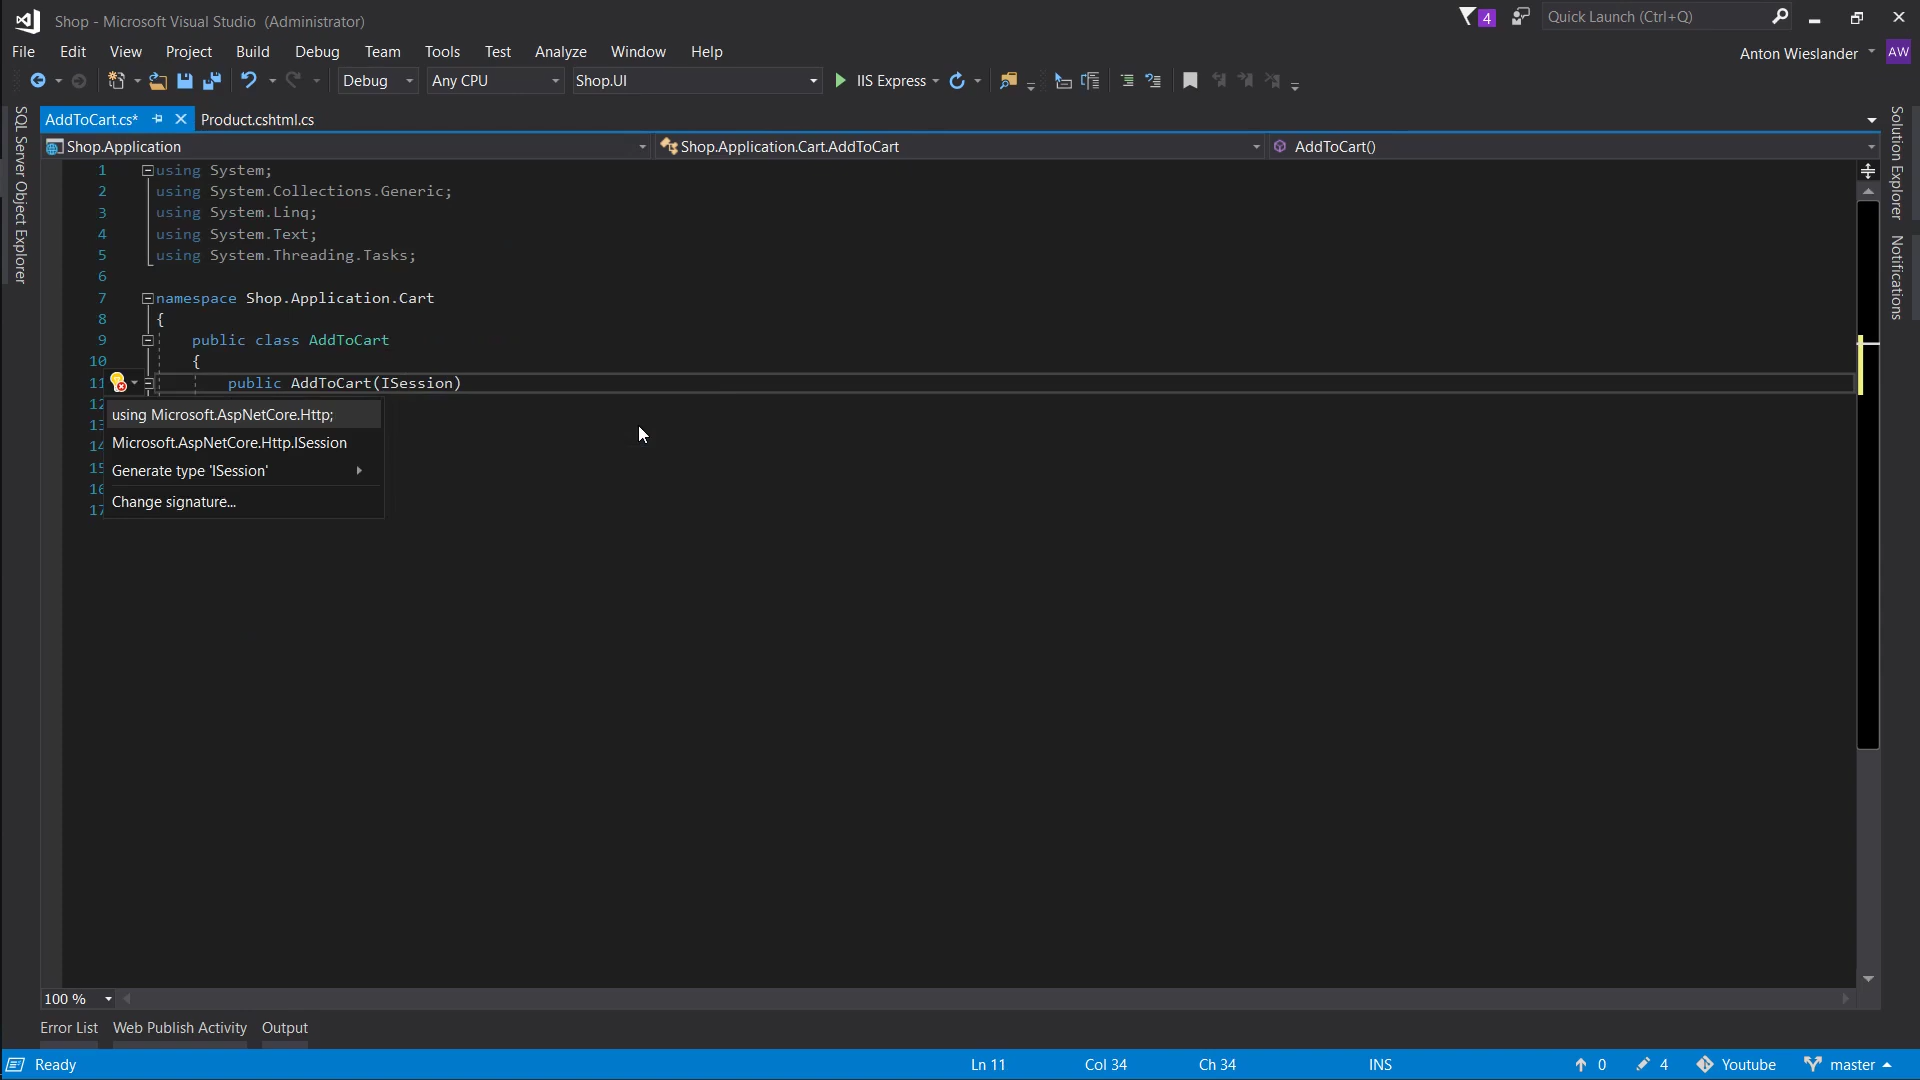 Shop - Microsoft Visual Studio (Administrator)
4
Quick Launch (Ctrl+Q)
File Edit View Project Build Debug Team Tools Test Analyze Window Help
Anton Wieslander AW
Debug Any CPU Shop.UI IIS Express
SQL Server Object Explorer
AddToCart.cs* Product.cshtml.cs
Shop.Application Shop.Application.Cart.AddToCart AddToCart()
1 using System;
2 using System.Collections.Generic;
3 using System.Linq;
4 using System.Text;
5 using System.Threading.Tasks;
6
7 namespace Shop.Application.Cart
8 {
9 public class AddToCart
10 {
11 public AddToCart(ISession)
12
using Microsoft.AspNetCore.Http;
13
14 Microsoft.AspNetCore.Http.ISession
15 Generate type 'ISession'
16
Change signature...
17
Solution Explorer
Notifications
100 %
Error List Web Publish Activity Output
Ready Ln 11 Col 34 Ch 34 INS 0 4 Youtube master